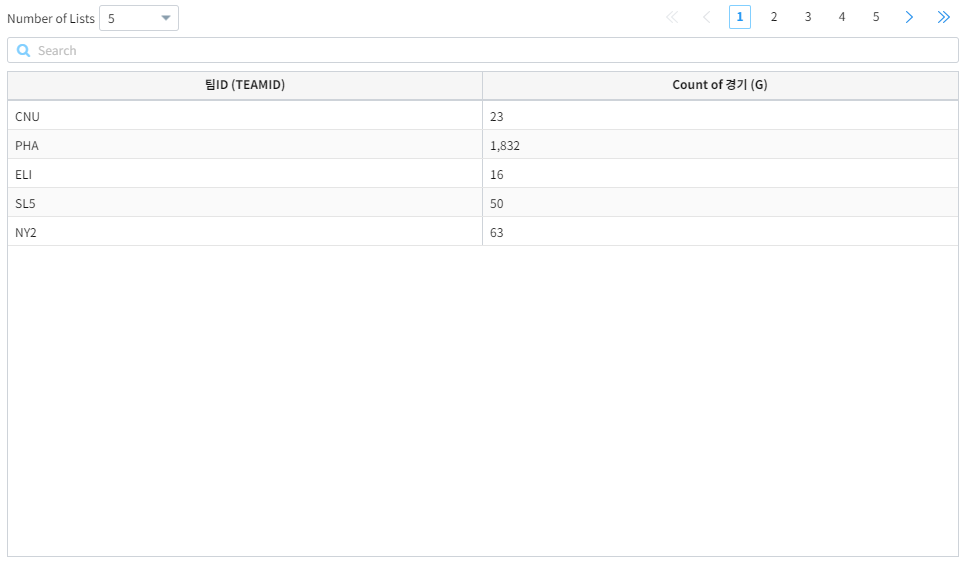 Number of Lists 5 1 2 3 4 5
Search
팀ID (TEAMID) Count of 경기 (G)
CNU 23
PHA 1,832
ELI 16
SL5 50
NY2 63